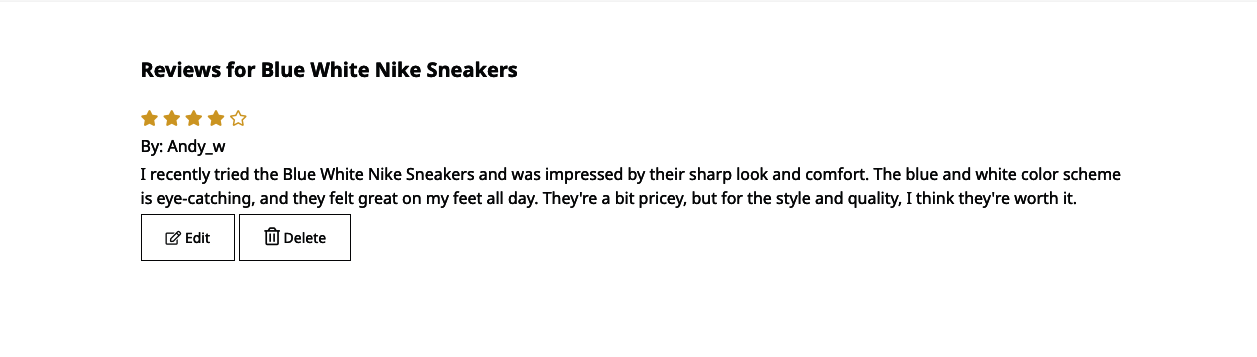 Reviews for Blue White Nike Sneakers
By: Andy_w
I recently tried the Blue White Nike Sneakers and was impressed by their sharp look and comfort. The blue and white color scheme
is eye-catching, and they felt great on my feet all day. They're a bit pricey, but for the style and quality, I think they're worth it.
Edit Delete